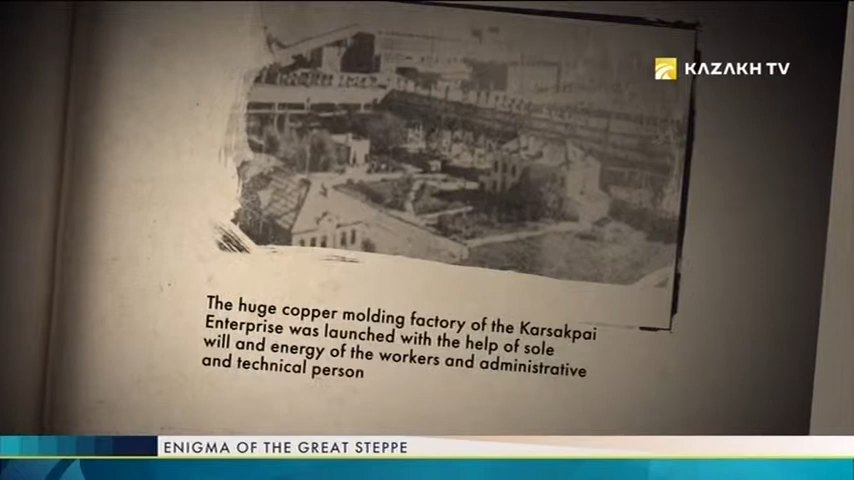 KAZAKH TV
The huge copper molding factory of the Karsakpai
Enterprise was launched with the help of sole
will and energy of the workers and administrative
and technical person
ENIGMA OF THE GREAT STEPPE